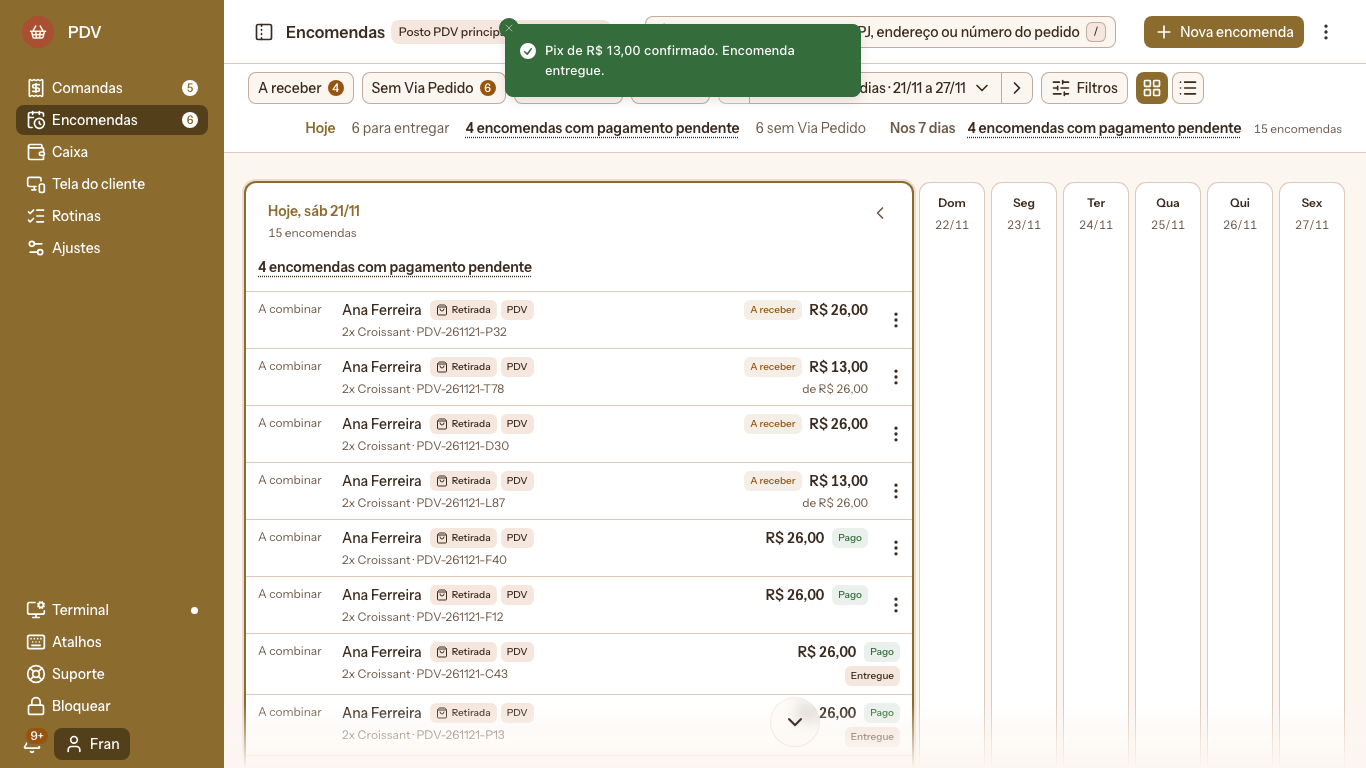 PDV
Comandas 5
Encomendas 6
Caixa
Tela do cliente
Rotinas
Ajustes
Terminal
Atalhos
Suporte
Bloquear
9+
Fran
Encomendas
Posto PDV
PJ, endereço ou número do pedido /
Nova encomenda
Pix de R$ 13,00 confirmado. Encomenda
entregue.
A receber 4
Sem Via Pedido 6
dias · 21/11 a 27/11
Filtros
Hoje 6 para entregar 4 encomendas com pagamento pendente 6 sem Via Pedido Nos 7 dias 4 encomendas com pagamento pendente 15 encomendas
Hoje, sáb 21/11
15 encomendas
4 encomendas com pagamento pendente
A combinar Ana Ferreira Retirada PDV A receber R$ 26,00
2x Croissant · PDV-261121-P32
A combinar Ana Ferreira Retirada PDV A receber R$ 13,00
2x Croissant · PDV-261121-T78 de R$ 26,00
A combinar Ana Ferreira Retirada PDV A receber R$ 26,00
2x Croissant · PDV-261121-D30
A combinar Ana Ferreira Retirada PDV A receber R$ 13,00
2x Croissant · PDV-261121-L87 de R$ 26,00
A combinar Ana Ferreira Retirada PDV R$ 26,00 Pago
2x Croissant · PDV-261121-F40
A combinar Ana Ferreira Retirada PDV R$ 26,00 Pago
2x Croissant · PDV-261121-F12
A combinar Ana Ferreira Retirada PDV R$ 26,00 Pago
2x Croissant · PDV-261121-C43 Entregue
A combinar Ana Ferreira Retirada PDV 26,00 Pago
2x Croissant · PDV-261121-P13 Entregue
Dom
22/11
Seg
23/11
Ter
24/11
Qua
25/11
Qui
26/11
Sex
27/11